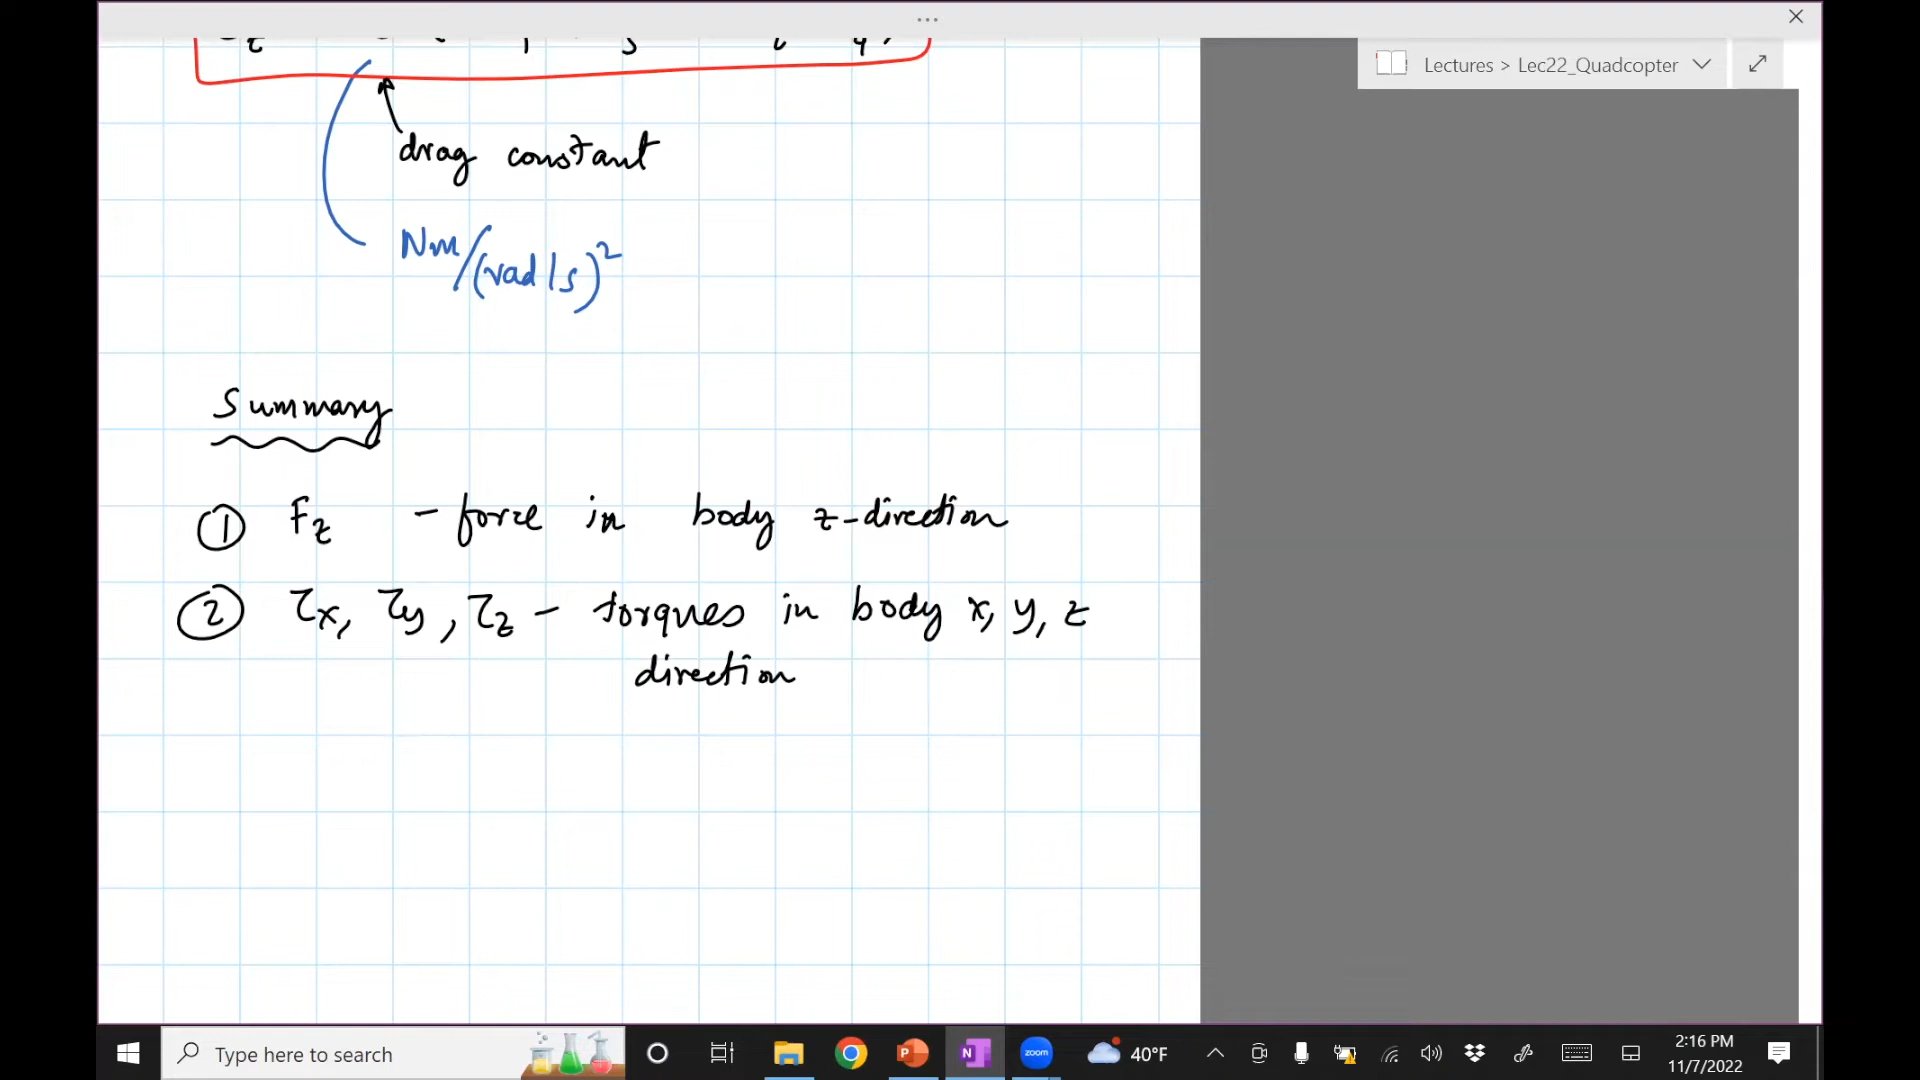 ...
Lectures > Lec22_Quadcopter
drag constant
Nm/(rad/s)²
Summary
① Fz - force in body z-direction
② τx, τy, τz - torques in body x, y, z
direction
Type here to search
zoom
40°F
2:16 PM
11/7/2022